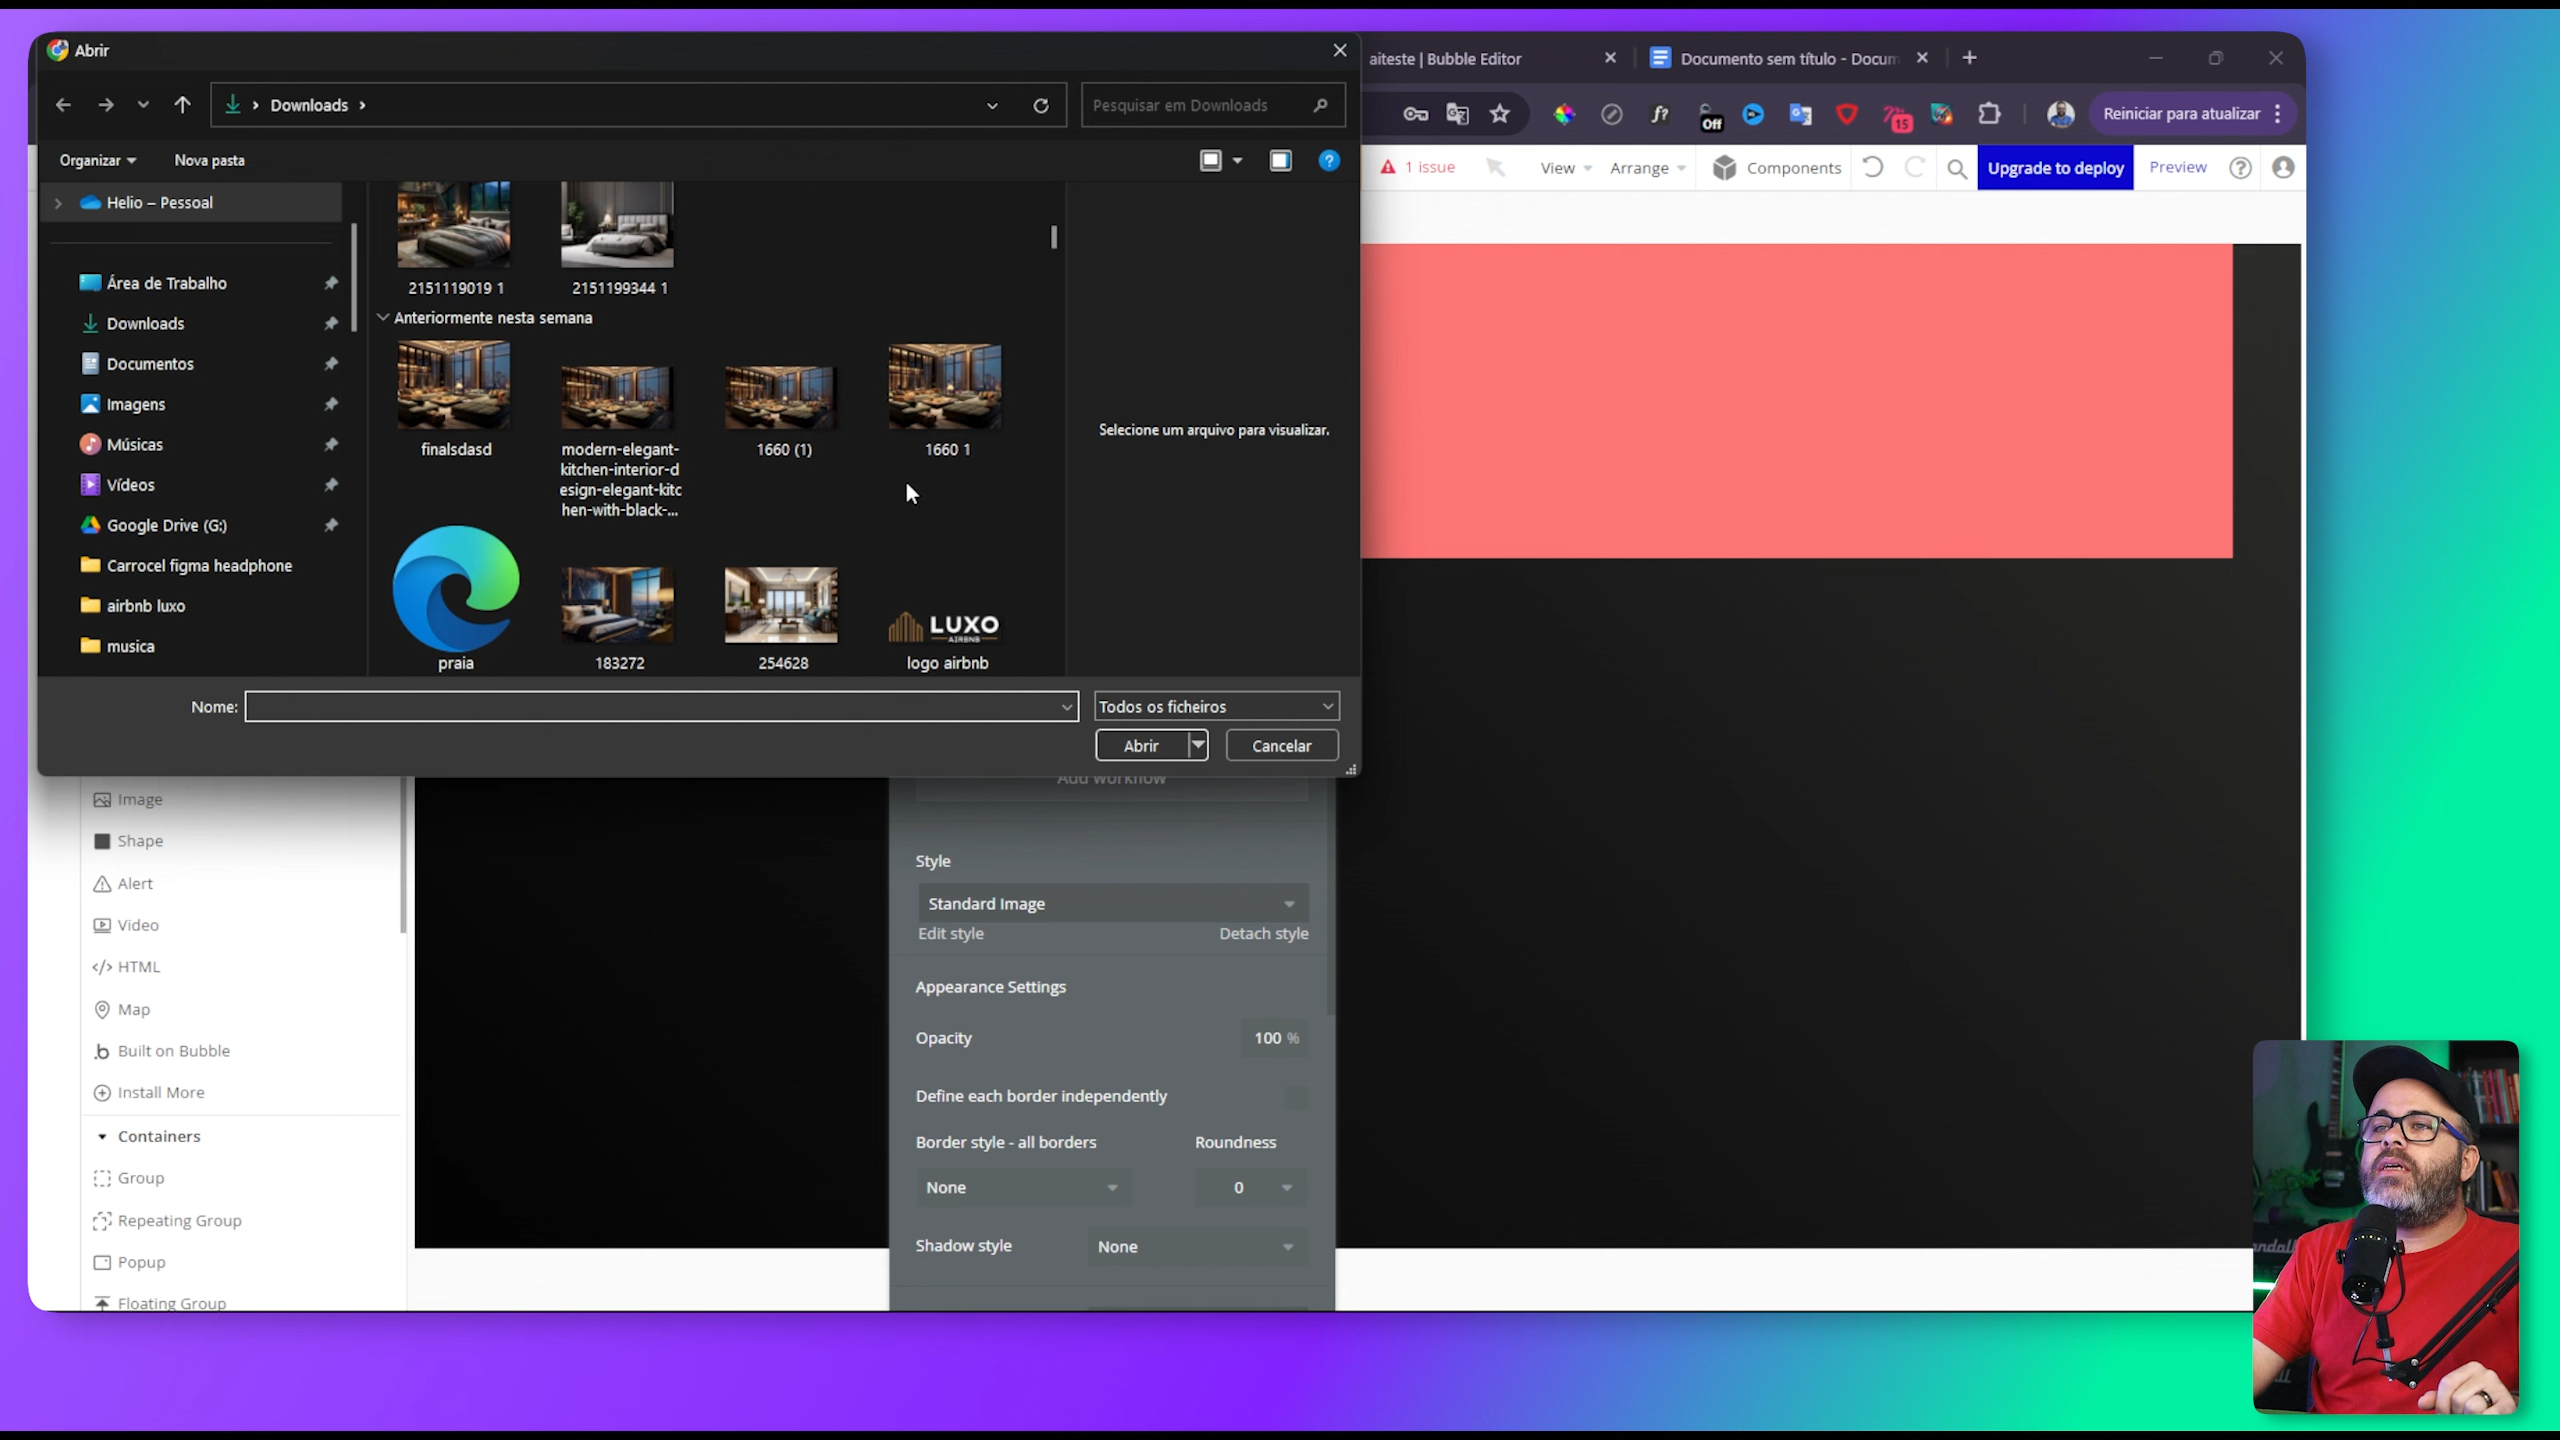 Abrir
aiteste | Bubble Editor
Documento sem título - Docum
Downloads
Pesquisar em Downloads
Off
15
Reiniciar para atualizar
Organizar
Nova pasta
1 issue
View
Arrange
Components
Upgrade to deploy
Preview
Helio – Pessoal
Área de Trabalho
Downloads
Documentos
Imagens
Músicas
Vídeos
Google Drive (G:)
Carrocel figma headphone
airbnb luxo
musica
2151119019 1
2151199344 1
Anteriormente nesta semana
finalsdasd
modern-elegant-
kitchen-interior-d
esign-elegant-kitc
hen-with-black-...
1660 (1)
1660 1
LUXO
AIRBNB
praia
183272
254628
logo airbnb
Selecione um arquivo para visualizar.
Nome:
Todos os ficheiros
Abrir
Cancelar
Image
Shape
Alert
Video
HTML
Map
Built on Bubble
Install More
Containers
Group
Repeating Group
Popup
Floating Group
Add workflow
Style
Standard Image
Edit style
Detach style
Appearance Settings
Opacity
100 %
Define each border independently
Border style - all borders
Roundness
None
0
Shadow style
None